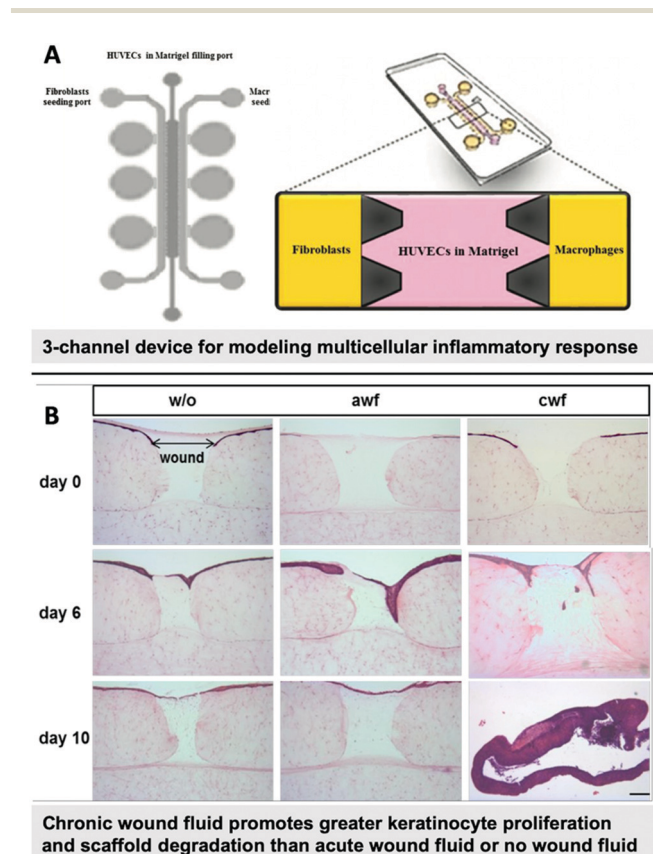 A
HUVECs in Matrigel filling port
Fibroblasts
seeding port
Fibroblasts
HUVECs in Matrigel
Macrophages
3-channel device for modeling multicellular inflammatory response
B
w/o
awf
cwf
wound
day 0
day 6
day 10
Chronic wound fluid promotes greater keratinocyte proliferation
and scaffold degradation than acute wound fluid or no wound fluid